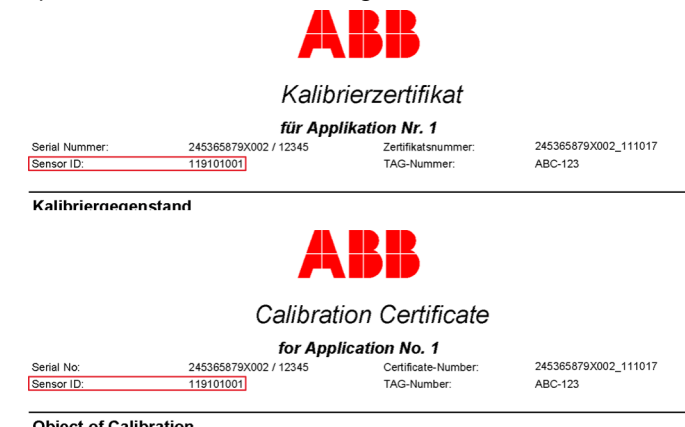 ABB
Kalibrierzertifikat
für Applikation Nr. 1
Serial Nummer: 245365879X002 / 12345 Zertifikatsnummer: 245365879X002_111017
Sensor ID: 119101001 TAG-Nummer: ABC-123
Kalibriergegenstand
ABB
Calibration Certificate
for Application No. 1
Serial No: 245365879X002 / 12345 Certificate-Number: 245365879X002_111017
Sensor ID: 119101001 TAG-Number: ABC-123
Object of Calibration